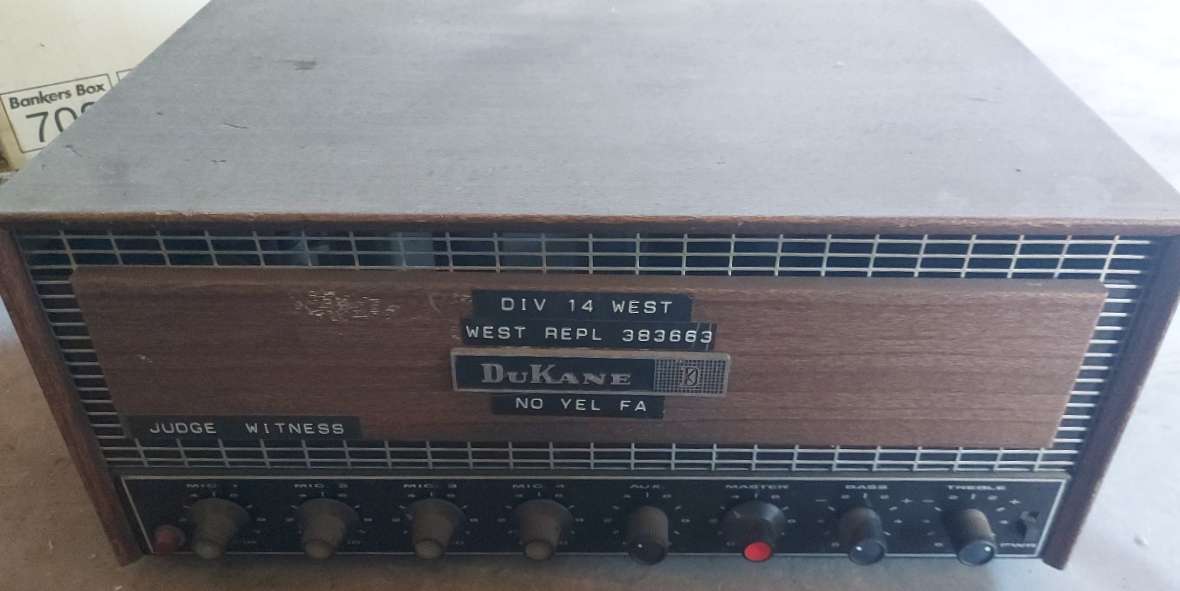 Bankers Box
DIV 14 WEST
WEST REPL 383663
DUKANE
NO YEL FA
JUDGE WITNESS
MIC. 1 MIC. 2 MIC. 3 MIC. 4 AUX. MASTER BASS TREBLE
PWR